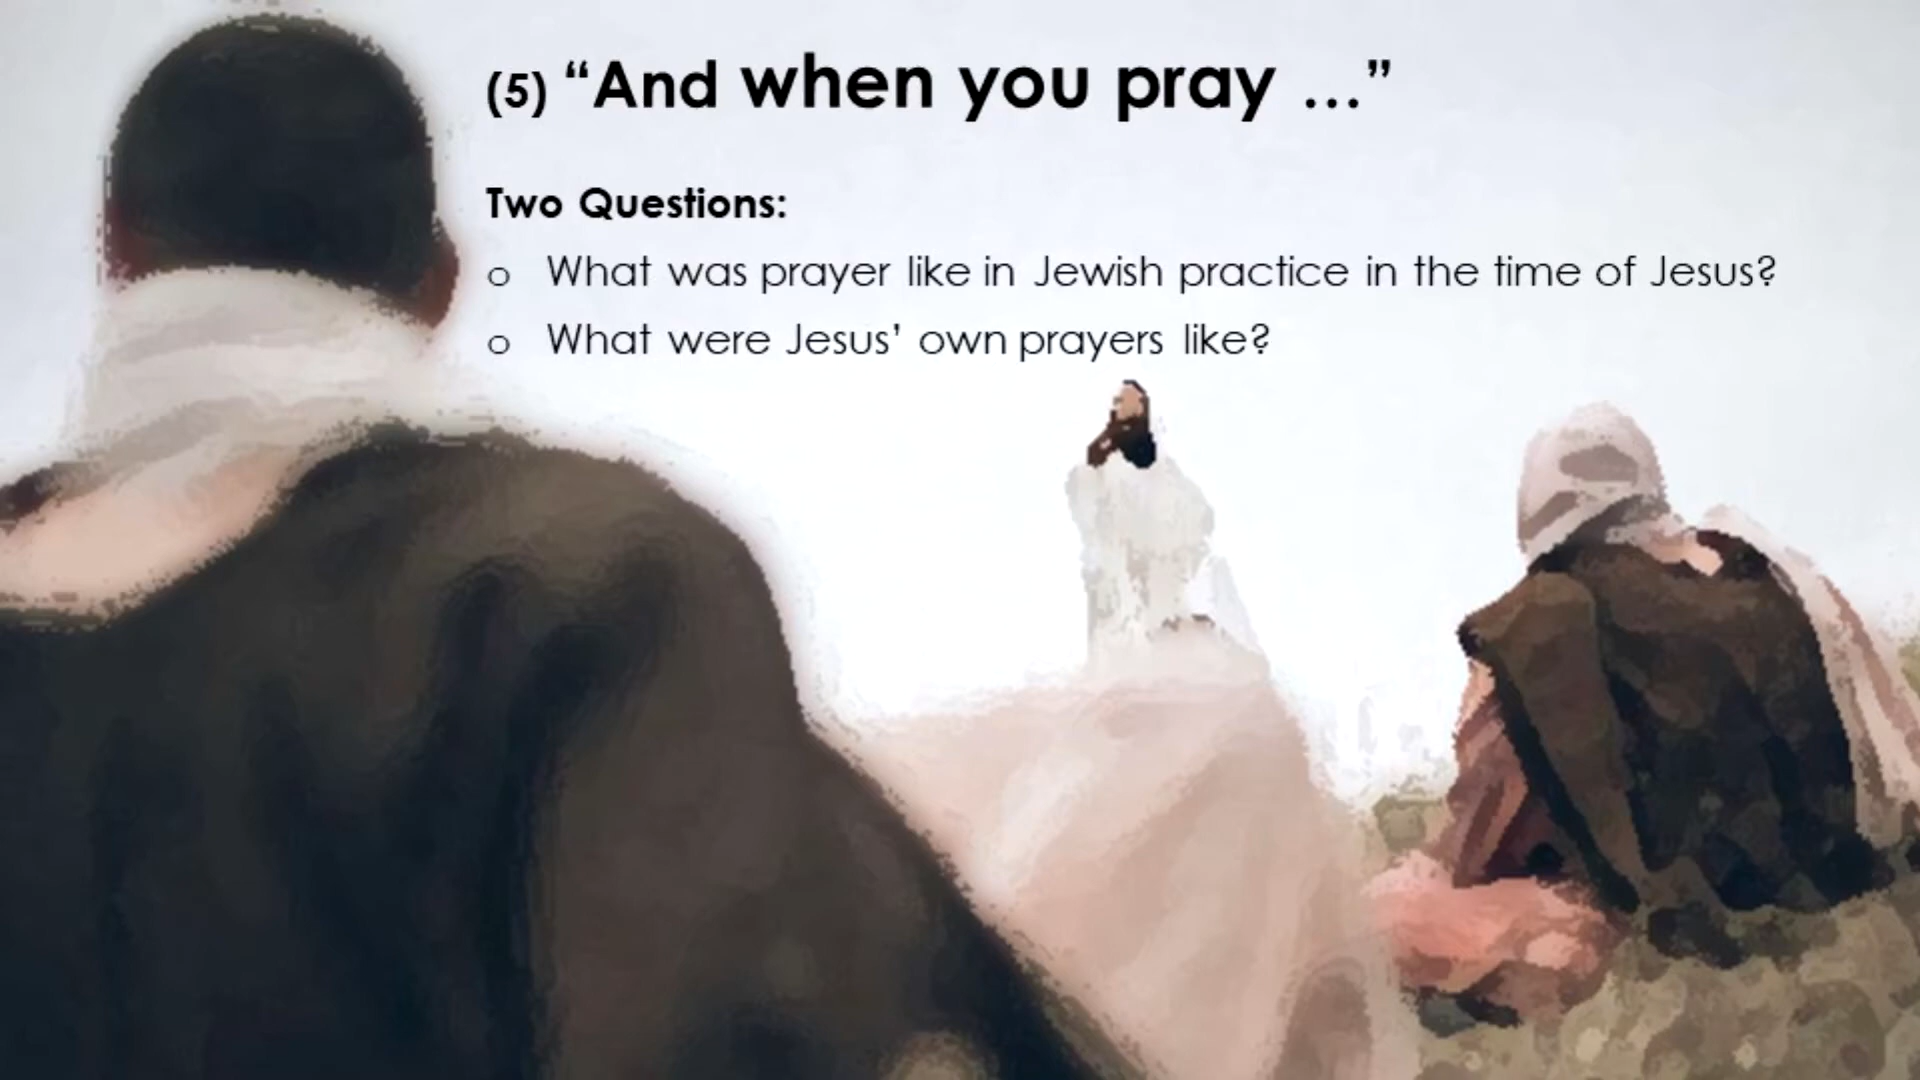 (5) “And when you pray …”
Two Questions:
o What was prayer like in Jewish practice in the time of Jesus?
o What were Jesus’ own prayers like?